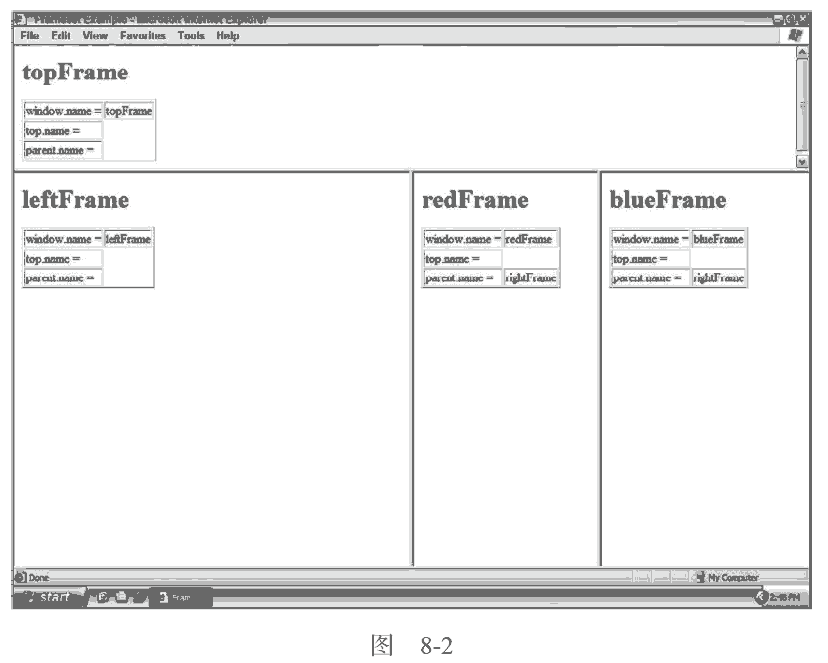 Frameset Example - Microsoft Internet Explorer
File Edit View Favorites Tools Help
topFrame
window.name = topFrame
top.name =
parent.name =
leftFrame
window.name = leftFrame
top.name =
parent.name =
redFrame
window.name = redFrame
top.name =
parent.name = rightFrame
blueFrame
window.name = blueFrame
top.name =
parent.name = rightFrame
Done
My Computer
start
Fram
PM
图 8-2